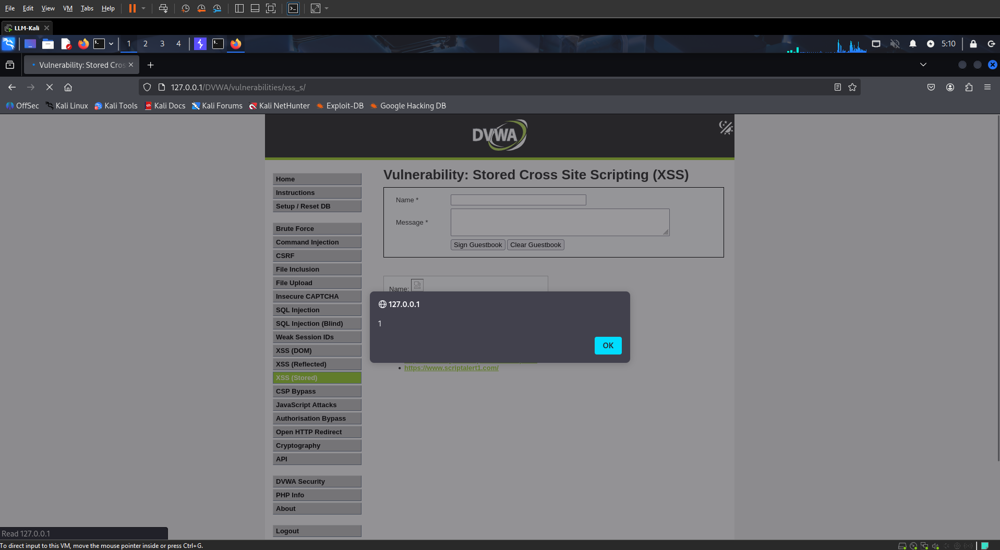 File Edit View VM Tabs Help
LLM-Kali
1 2 3 4
5:10
Vulnerability: Stored Cros
127.0.0.1/DVWA/vulnerabilities/xss_s/
OffSec Kali Linux Kali Tools Kali Docs Kali Forums Kali NetHunter Exploit-DB Google Hacking DB
DVWA
Home
Instructions
Setup / Reset DB
Brute Force
Command Injection
CSRF
File Inclusion
File Upload
Insecure CAPTCHA
SQL Injection
SQL Injection (Blind)
Weak Session IDs
XSS (DOM)
XSS (Reflected)
XSS (Stored)
CSP Bypass
JavaScript Attacks
Authorisation Bypass
Open HTTP Redirect
Cryptography
API
DVWA Security
PHP Info
About
Logout
Vulnerability: Stored Cross Site Scripting (XSS)
Name *
Message *
Sign Guestbook Clear Guestbook
Name:
127.0.0.1
1
OK
https://www.scriptalert1.com/
Read 127.0.0.1
To direct input to this VM, move the mouse pointer inside or press Ctrl+G.